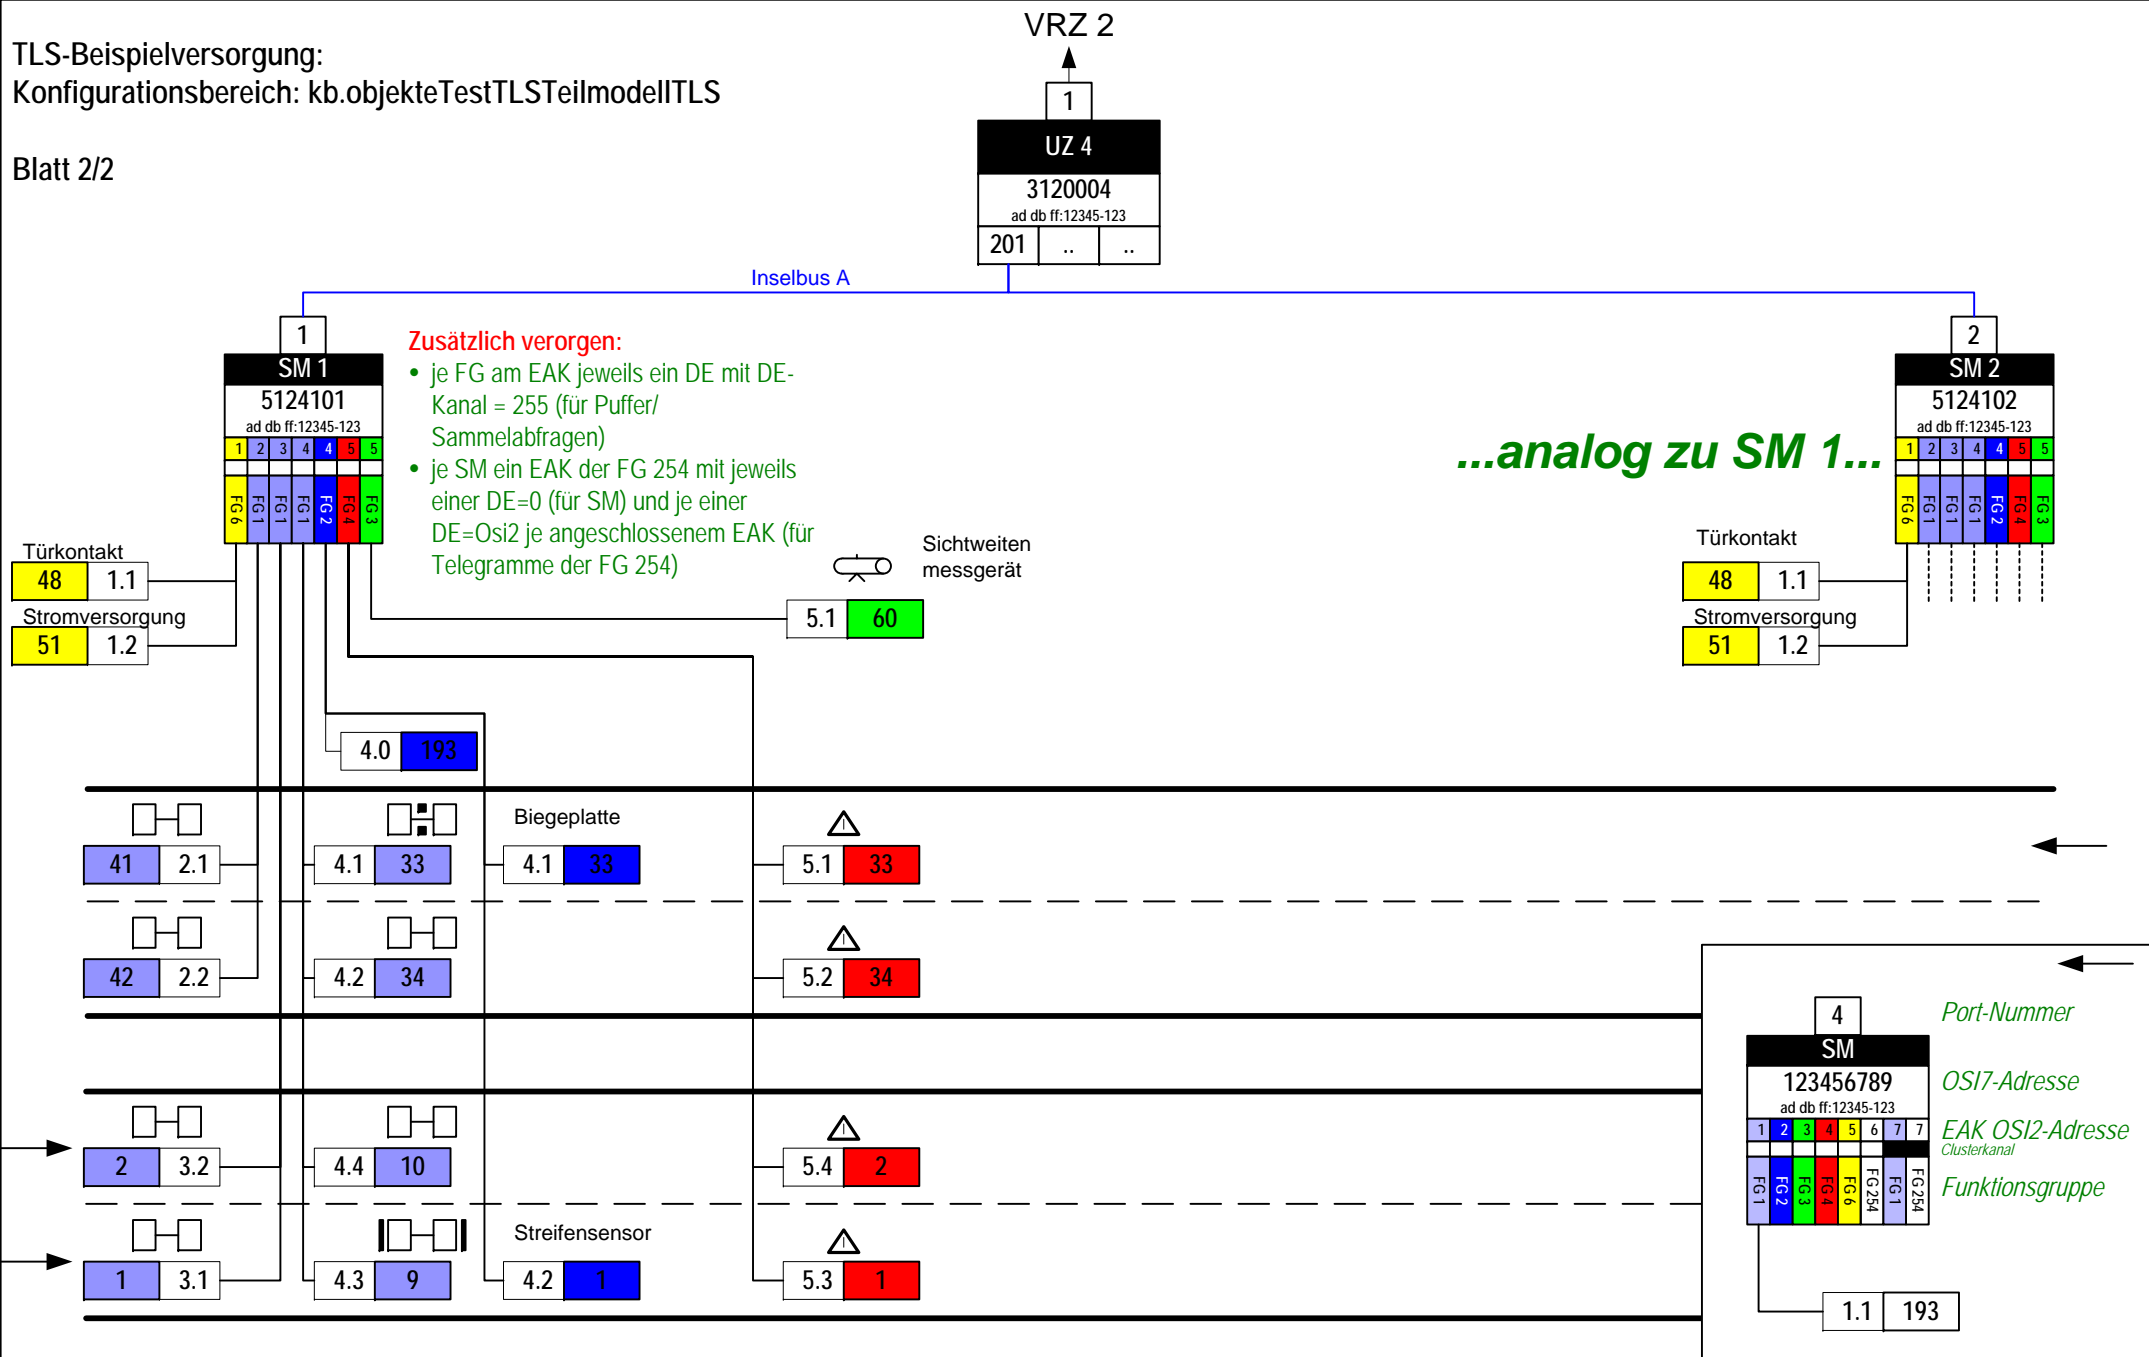 VRZ 2
TLS-Beispielversorgung:
Konfigurationsbereich: kb.objekteTestTLSTeilmodellTLS
Blatt 2/2
1
UZ 4
3120004
ad db ff:12345-123
201 .. ..
Inselbus A
1
SM 1
5124101
ad db ff:12345-123
1 2 3 4 4 5 5
FG 6 FG 1 FG 1 FG 1 FG 2 FG 4 FG 3
Zusätzlich verorgen:
• je FG am EAK jeweils ein DE mit DE-
Kanal = 255 (für Puffer/
Sammelabfragen)
• je SM ein EAK der FG 254 mit jeweils
einer DE=0 (für SM) und je einer
DE=Osi2 je angeschlossenem EAK (für
Telegramme der FG 254)
...analog zu SM 1...
2
SM 2
5124102
ad db ff:12345-123
1 2 3 4 4 5 5
FG 6 FG 1 FG 1 FG 1 FG 2 FG 4 FG 3
Türkontakt
48 1.1
Stromversorgung
51 1.2
Sichtweiten
messgerät
5.1 60
Türkontakt
48 1.1
Stromversorgung
51 1.2
4.0 193
Biegeplatte
41 2.1 4.1 33 4.1 33 5.1 33
42 2.2 4.2 34 5.2 34
2 3.2 4.4 10 5.4 2
Streifensensor
1 3.1 4.3 9 4.2 1 5.3 1
4 Port-Nummer
SM
123456789 OSI7-Adresse
ad db ff:12345-123
1 2 3 4 5 6 7 7 EAK OSI2-Adresse
Clusterkanal
FG 1 FG 2 FG 3 FG 4 FG 6 FG 254 FG 1 FG 254 Funktionsgruppe
1.1 193